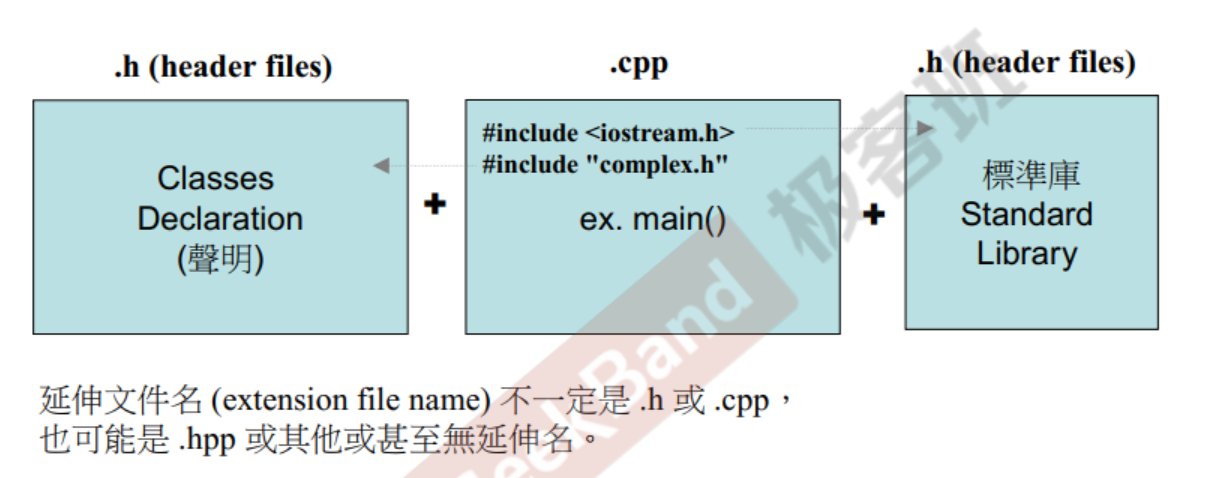 .h (header files)
.cpp
.h (header files)
Classes
Declaration
(聲明)
+
#include <iostream.h>
#include "complex.h"
ex. main()
+
標準庫
Standard
Library
延伸文件名 (extension file name) 不一定是 .h 或 .cpp，
也可能是 .hpp 或其他或甚至無延伸名。
GeekBand 极客班